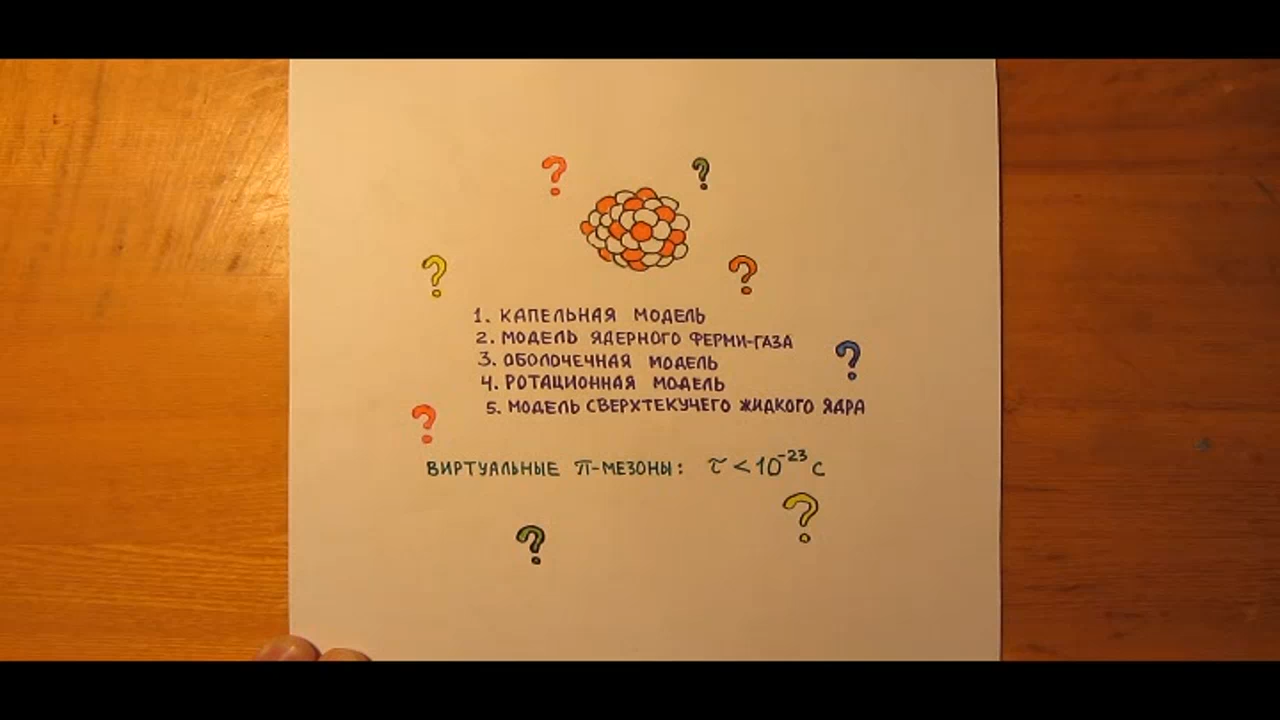 ?
?
?
?
1. КАПЕЛЬНАЯ МОДЕЛЬ
2. МОДЕЛЬ ЯДЕРНОГО ФЕРМИ-ГАЗА
3. ОБОЛОЧЕЧНАЯ МОДЕЛЬ
?
4. РОТАЦИОННАЯ МОДЕЛЬ
5. МОДЕЛЬ СВЕРХТЕКУЧЕГО ЖИДКОГО ЯДРА
?
ВИРТУАЛЬНЫЕ π-МЕЗОНЫ: τ < 10⁻²³ с
?
?